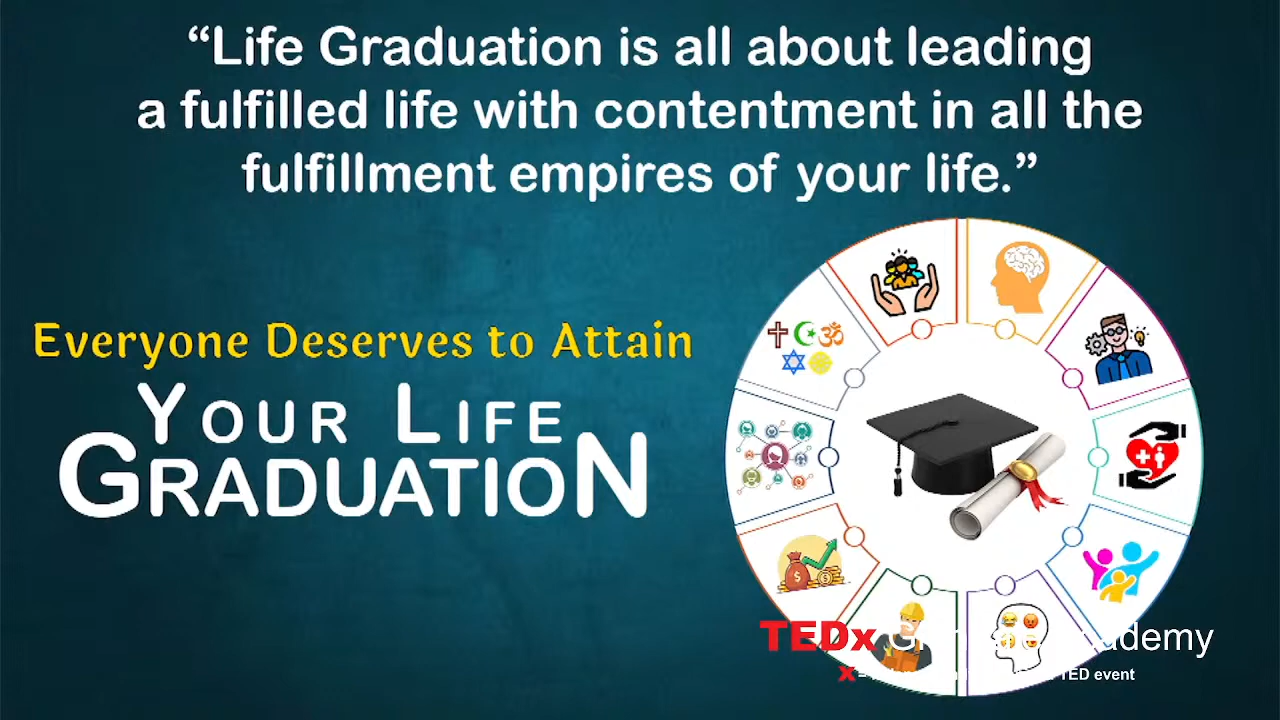 “Life Graduation is all about leading
a fulfilled life with contentment in all the
fulfillment empires of your life.”
Everyone Deserves to Attain
YOUR LIFE
GRADUATION
TEDx
x = TED event